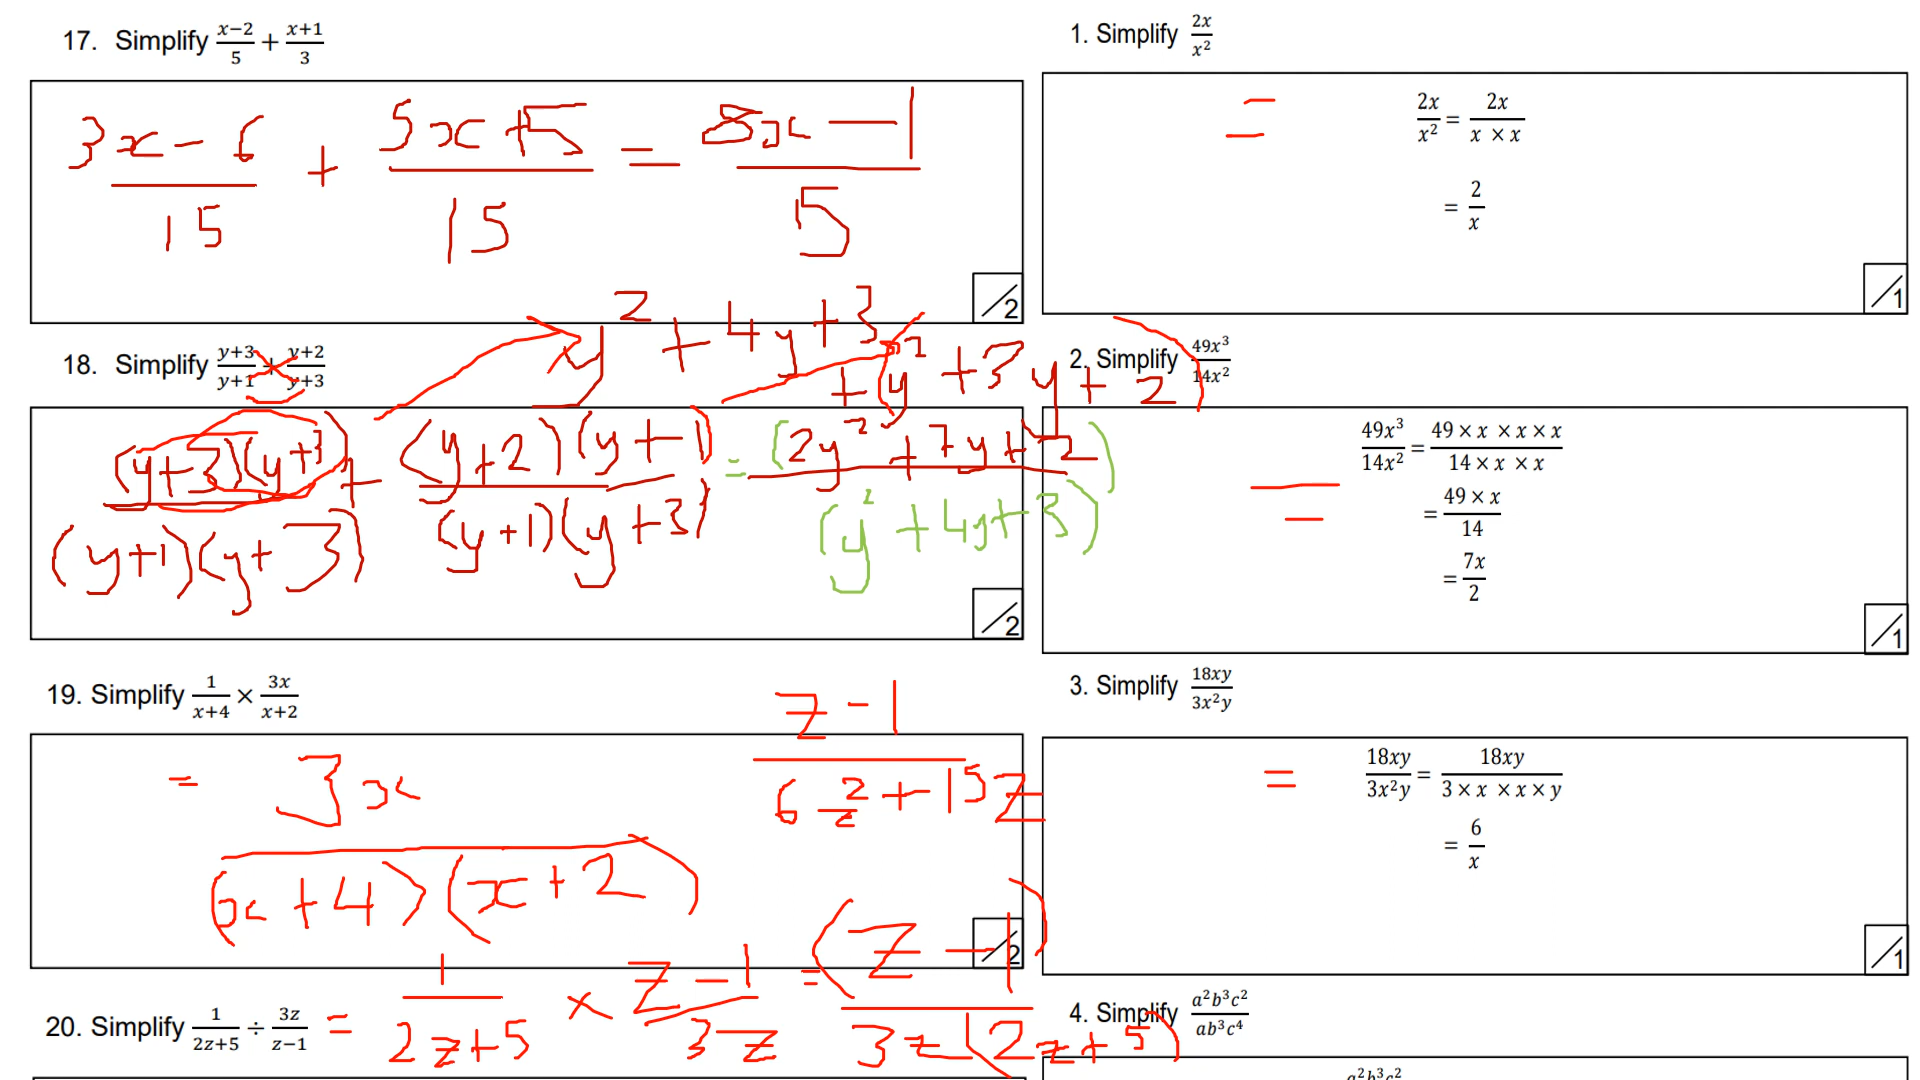 17. Simplify (x−2)/5 + (x+1)/3
(3x − 6)/15 + (5x + 5)/15 = (8x − 1)/5
/2
y² + 4y + 3
18. Simplify (y+3)/(y+1) + (y+2)/(y+3)
+ (y² + 3y + 2)
(y+3)(y+3)/(y+1)(y+3) + (y+2)(y+1)/(y+1)(y+3) = (2y² + 7y + 2)/(y² + 4y + 3)
/2
19. Simplify 1/(x+4) × 3x/(x+2)
(z − 1)/(6z² + 15z)
= 3x/(x+4)(x+2)
/2
20. Simplify 1/(2z+5) ÷ 3z/(z−1) = 1/(2z+5) × (z−1)/3z = (z−1)/3z(2z+5)
1. Simplify 2x/x²
= 2x/x² = 2x/(x × x)
= 2/x
/1
2. Simplify 49x³/14x²
= 49x³/14x² = (49 × x × x × x)/(14 × x × x)
= (49 × x)/14
= 7x/2
/1
3. Simplify 18xy/3x²y
= 18xy/3x²y = 18xy/(3 × x × x × y)
= 6/x
/1
4. Simplify a²b³c²/ab³c⁴
a²b³c²